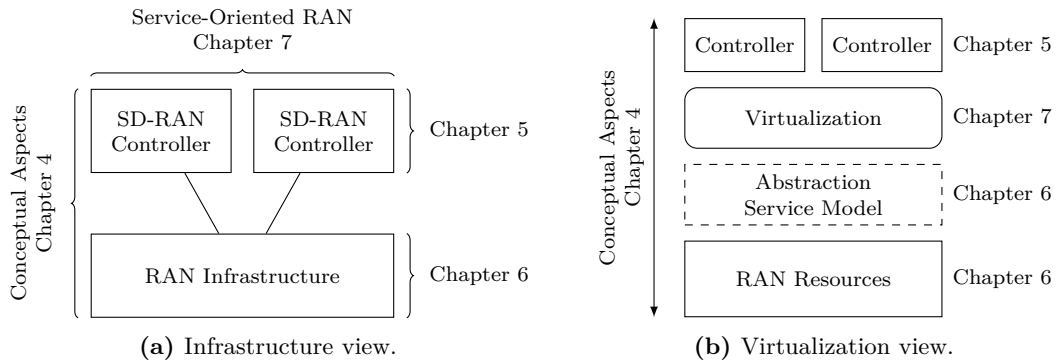 Service-Oriented RAN
Chapter 7
Conceptual Aspects
Chapter 4
SD-RAN
Controller
SD-RAN
Controller
Chapter 5
RAN Infrastructure
Chapter 6
(a) Infrastructure view.
Conceptual Aspects
Chapter 4
Controller
Controller
Chapter 5
Virtualization
Chapter 7
Abstraction
Service Model
Chapter 6
RAN Resources
Chapter 6
(b) Virtualization view.